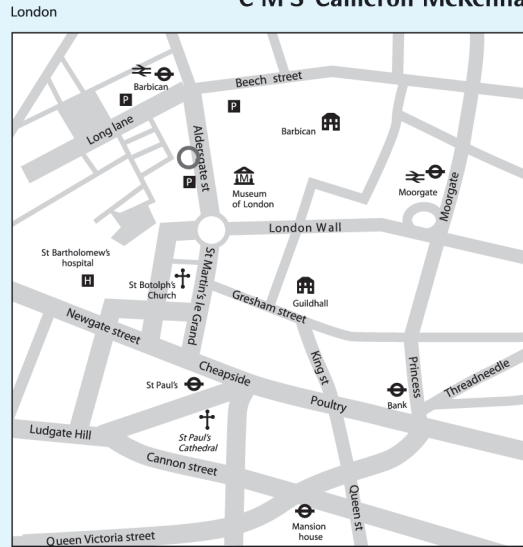 C M S Cameron McKenna
London
Barbican
P
P
Beech street
Long lane
Barbican
Aldersgate st
P
M
Museum
of London
Moorgate
Moorgate
London Wall
St Bartholomew's
hospital
H
St Botolph's
Church
St Martin's le Grand
Guildhall
Gresham street
Newgate street
Cheapside
King st
Princess
Threadneedle
St Paul's
Poultry
Bank
St Paul's
Cathedral
Ludgate Hill
Cannon street
Queen st
Mansion
house
Queen Victoria street